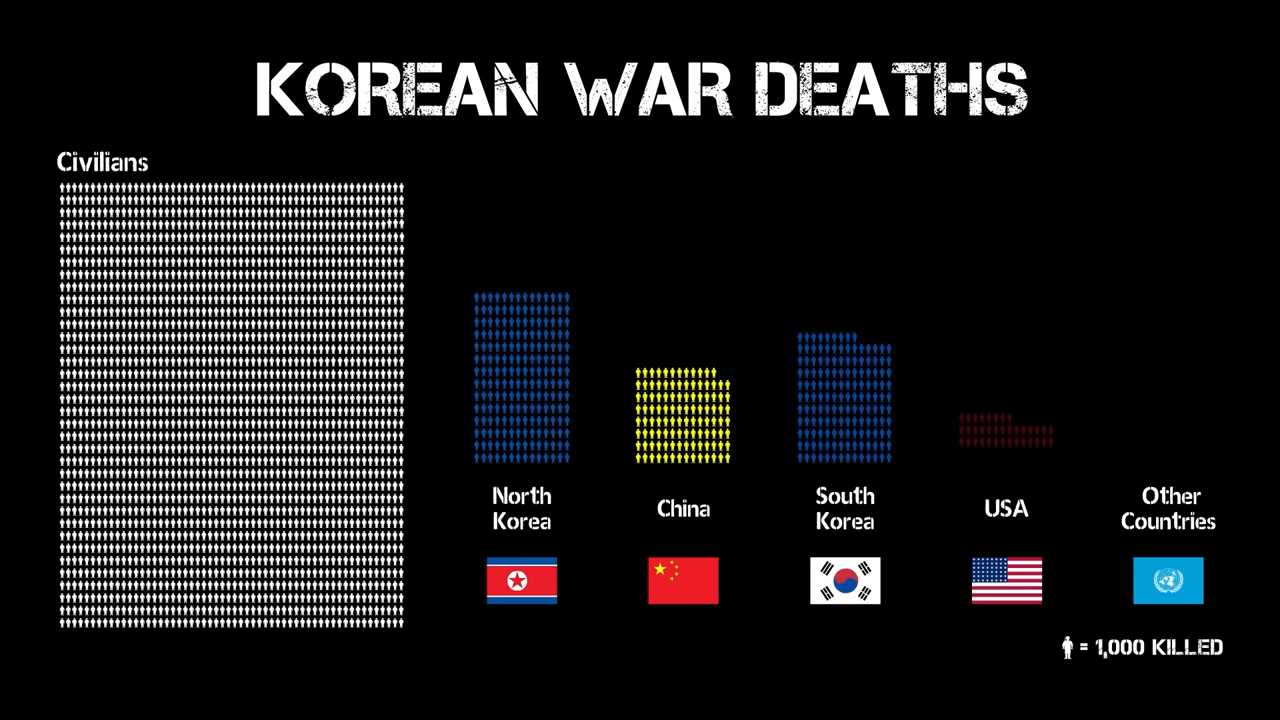 KOREAN WAR DEATHS
Civilians
North
Korea
China
South
Korea
USA
Other
Countries
= 1,000 KILLED